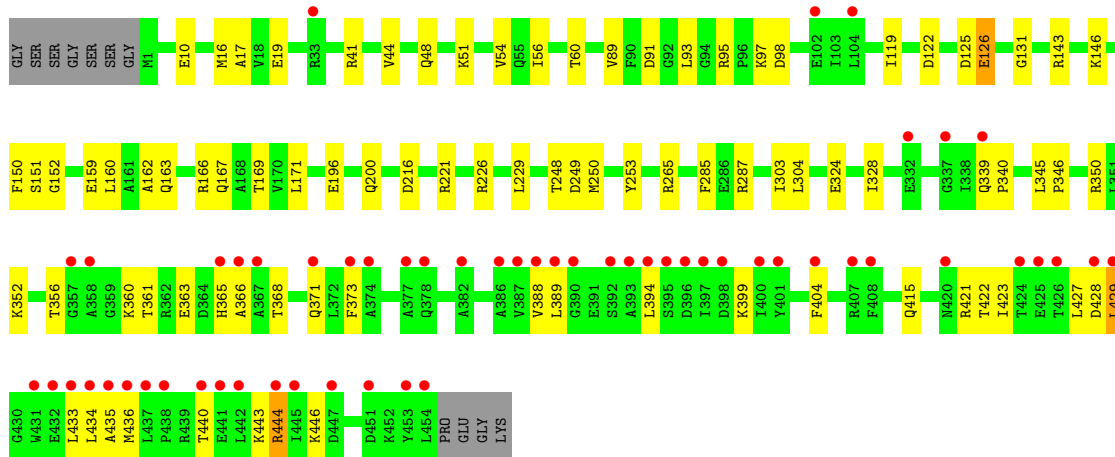 GLY SER SER GLY SER SER GLY M1 E10 M16 A17 V18 E19 R33 R41 V44 Q48 K51 V54 Q55 I56 T60 V89 F90 D91 G92 L93 G94 R95 P96 K97 D98 E102 I103 L104 I119 D122 D125 E126 G131 R143 K146
F150 S151 G152 E159 L160 A161 A162 Q163 R166 Q167 A168 T169 V170 L171 E196 Q200 D216 R221 R226 L229 T248 D249 M250 Y253 R265 F285 E286 R287 I303 L304 E324 I328 E332 G337 I338 Q339 P340 L345 P346 R350 L351
K352 T356 G357 A358 G359 K360 T361 R362 E363 D364 H365 A366 A367 T368 Q371 L372 F373 A374 A377 Q378 A382 A386 V387 V388 L389 G390 E391 S392 A393 L394 S395 D396 I397 D398 K399 I400 Y401 F404 R407 F408 Q415 N420 R421 T422 I423 T424 E425 T426 L427 D428 L429
G430 W431 E432 L433 L434 A435 M436 L437 P438 R439 T440 E441 L442 K443 R444 I445 K446 D447 D451 K452 Y453 L454 PRO GLU GLY LYS